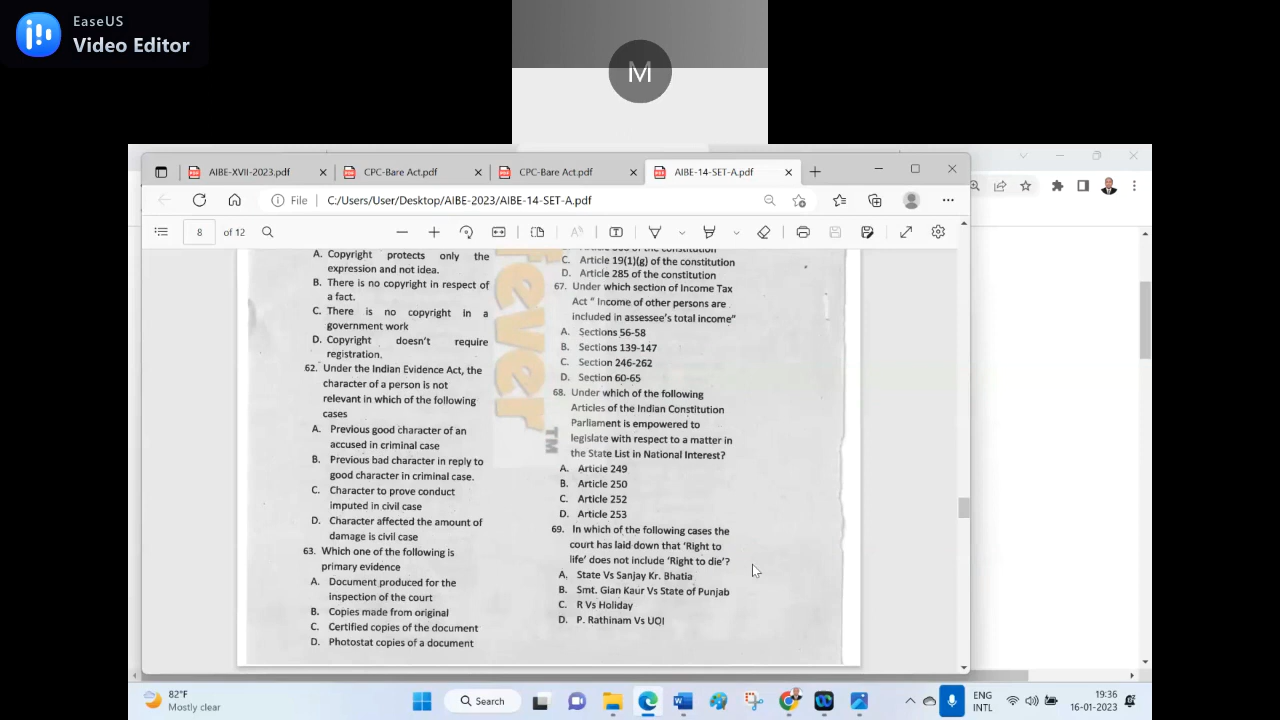 EaseUS
Video Editor
M
AIBE-XVII-2023.pdf
CPC-Bare Act.pdf
CPC-Bare Act.pdf
AIBE-14-SET-A.pdf
File
C:/Users/User/Desktop/AIBE-2023/AIBE-14-SET-A.pdf
8 of 12
A. Copyright protects only the
expression and not idea.
B. There is no copyright in respect of
a fact.
C. There is no copyright in a
government work
D. Copyright doesn't require
registration.
62. Under the Indian Evidence Act, the
character of a person is not
relevant in which of the following
cases
A. Previous good character of an
accused in criminal case
B. Previous bad character in reply to
good character in criminal case.
C. Character to prove conduct
imputed in civil case
D. Character affected the amount of
damage is civil case
63. Which one of the following is
primary evidence
A. Document produced for the
inspection of the court
B. Copies made from original
C. Certified copies of the document
D. Photostat copies of a document
ever
TM
of the constitution
C. Article 19(1)(g) of the constitution
D. Article 285 of the constitution
67. Under which section of Income Tax
Act " Income of other persons are
included in assessee's total income"
A. Sections 56-58
B. Sections 139-147
C. Section 246-262
D. Section 60-65
68. Under which of the following
Articles of the Indian Constitution
Parliament is empowered to
legislate with respect to a matter in
the State List in National Interest?
A. Article 249
B. Article 250
C. Article 252
D. Article 253
69. In which of the following cases the
court has laid down that 'Right to
life' does not include 'Right to die'?
A. State Vs Sanjay Kr. Bhatia
B. Smt. Gian Kaur Vs State of Punjab
C. R Vs Holiday
D. P. Rathinam Vs UOI
82°F
Mostly clear
Search
ENG
INTL
19:36
16-01-2023